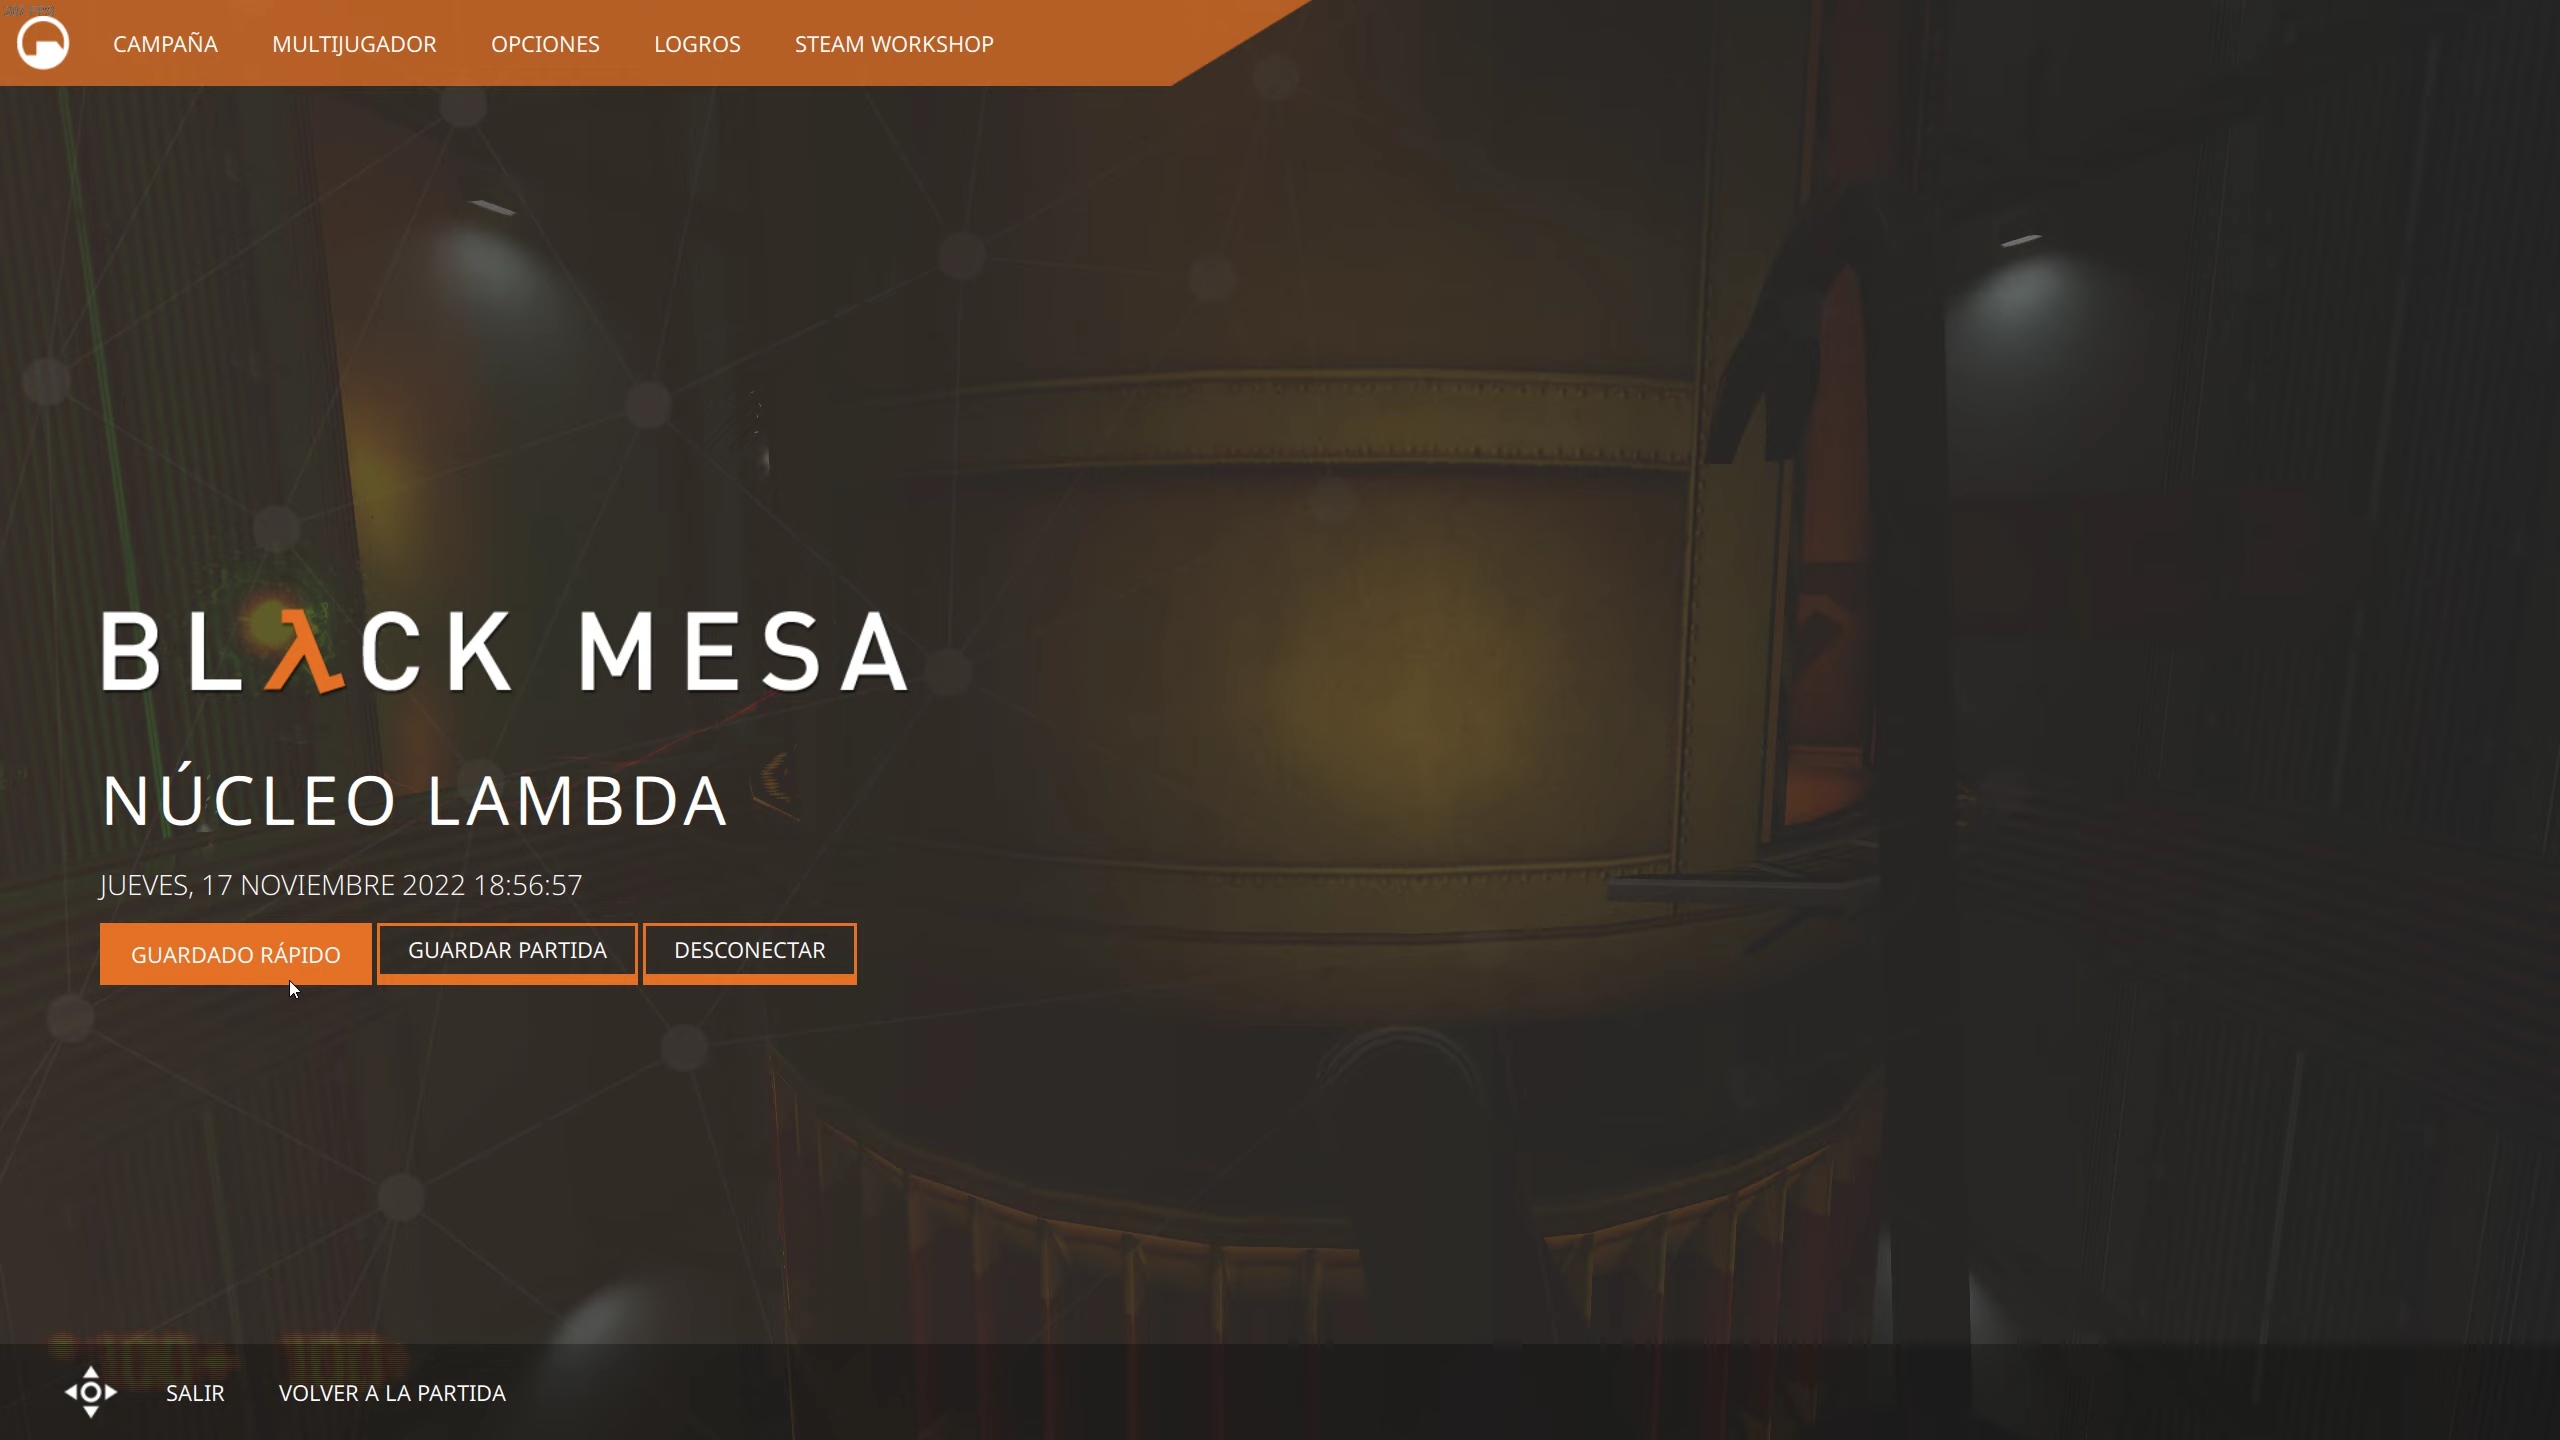 CAMPAÑA MULTIJUGADOR OPCIONES LOGROS STEAM WORKSHOP
BLλCK MESA
NÚCLEO LAMBDA
JUEVES, 17 NOVIEMBRE 2022 18:56:57
GUARDADO RÁPIDO GUARDAR PARTIDA DESCONECTAR
SALIR VOLVER A LA PARTIDA